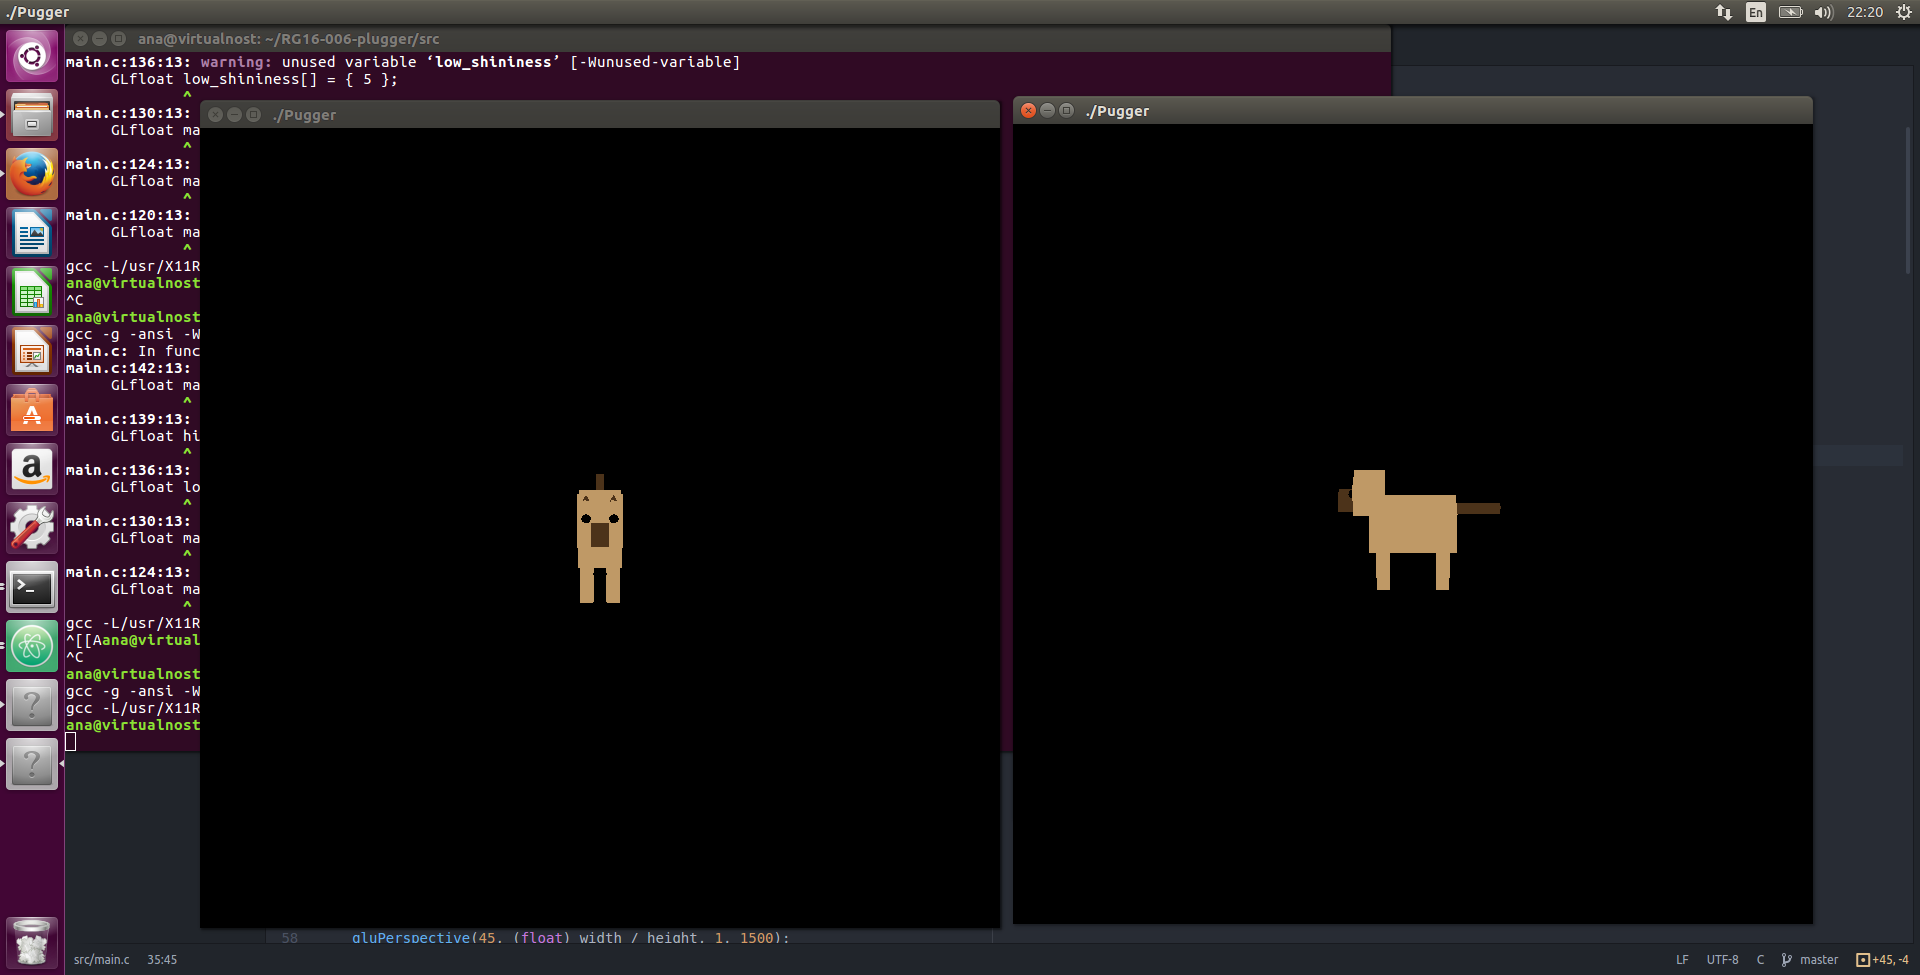 ./Pugger
En
22:20
ana@virtualnost: ~/RG16-006-plugger/src
main.c:136:13: warning: unused variable ‘low_shininess’ [-Wunused-variable]
GLfloat low_shininess[] = { 5 };
^
main.c:130:13:
GLfloat ma
^
main.c:124:13:
GLfloat ma
^
main.c:120:13:
GLfloat ma
^
gcc -L/usr/X11R
ana@virtualnost
^C
ana@virtualnost
gcc -g -ansi -W
main.c: In func
main.c:142:13:
GLfloat ma
^
main.c:139:13:
GLfloat hi
^
main.c:136:13:
GLfloat lo
^
main.c:130:13:
GLfloat ma
^
main.c:124:13:
GLfloat ma
^
gcc -L/usr/X11R
^[[Aana@virtual
^C
ana@virtualnost
gcc -g -ansi -W
gcc -L/usr/X11R
ana@virtualnost
./Pugger
./Pugger
58 gluPerspective(45, (float) width / height, 1, 1500);
src/main.c 35:45
LF UTF-8 C master +45, -4